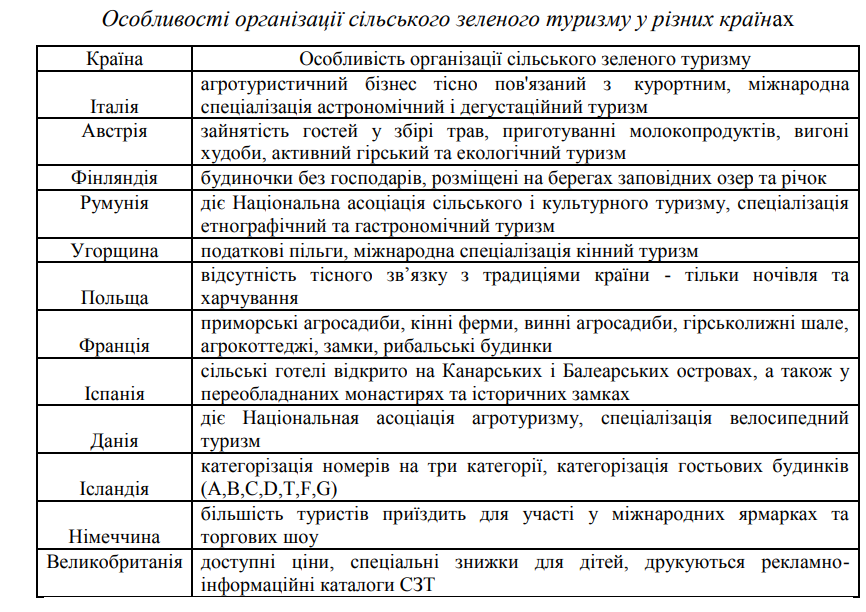 Особливості організації сільського зеленого туризму у різних країнах
Країна Особливість організації сільського зеленого туризму
агротуристичний бізнес тісно пов'язаний з курортним, міжнародна
Італія спеціалізація астрономічний і дегустаційний туризм
Австрія зайнятість гостей у збірі трав, приготуванні молокопродуктів, вигоні
худоби, активний гірський та екологічний туризм
Фінляндія будиночки без господарів, розміщені на берегах заповідних озер та річок
Румунія діє Національна асоціація сільського і культурного туризму, спеціалізація
етнографічний та гастрономічний туризм
Угорщина податкові пільги, міжнародна спеціалізація кінний туризм
відсутність тісного зв’язку з традиціями країни - тільки ночівля та
Польща харчування
приморські агросадиби, кінні ферми, винні агросадиби, гірськолижні шале,
Франція агрокоттеджі, замки, рибальські будинки
сільські готелі відкрито на Канарських і Балеарських островах, а також у
Іспанія переобладнаних монастирях та історичних замках
діє Національная асоціація агротуризму, спеціалізація велосипедний
Данія туризм
категорізація номерів на три категорії, категорізація гостьових будинків
Ісландія (A,B,C,D,T,F,G)
більшість туристів приїздить для участі у міжнародних ярмарках та
Німеччина торгових шоу
Великобританія доступні ціни, спеціальні знижки для дітей, друкуються рекламно-
інформаційні каталоги СЗТ